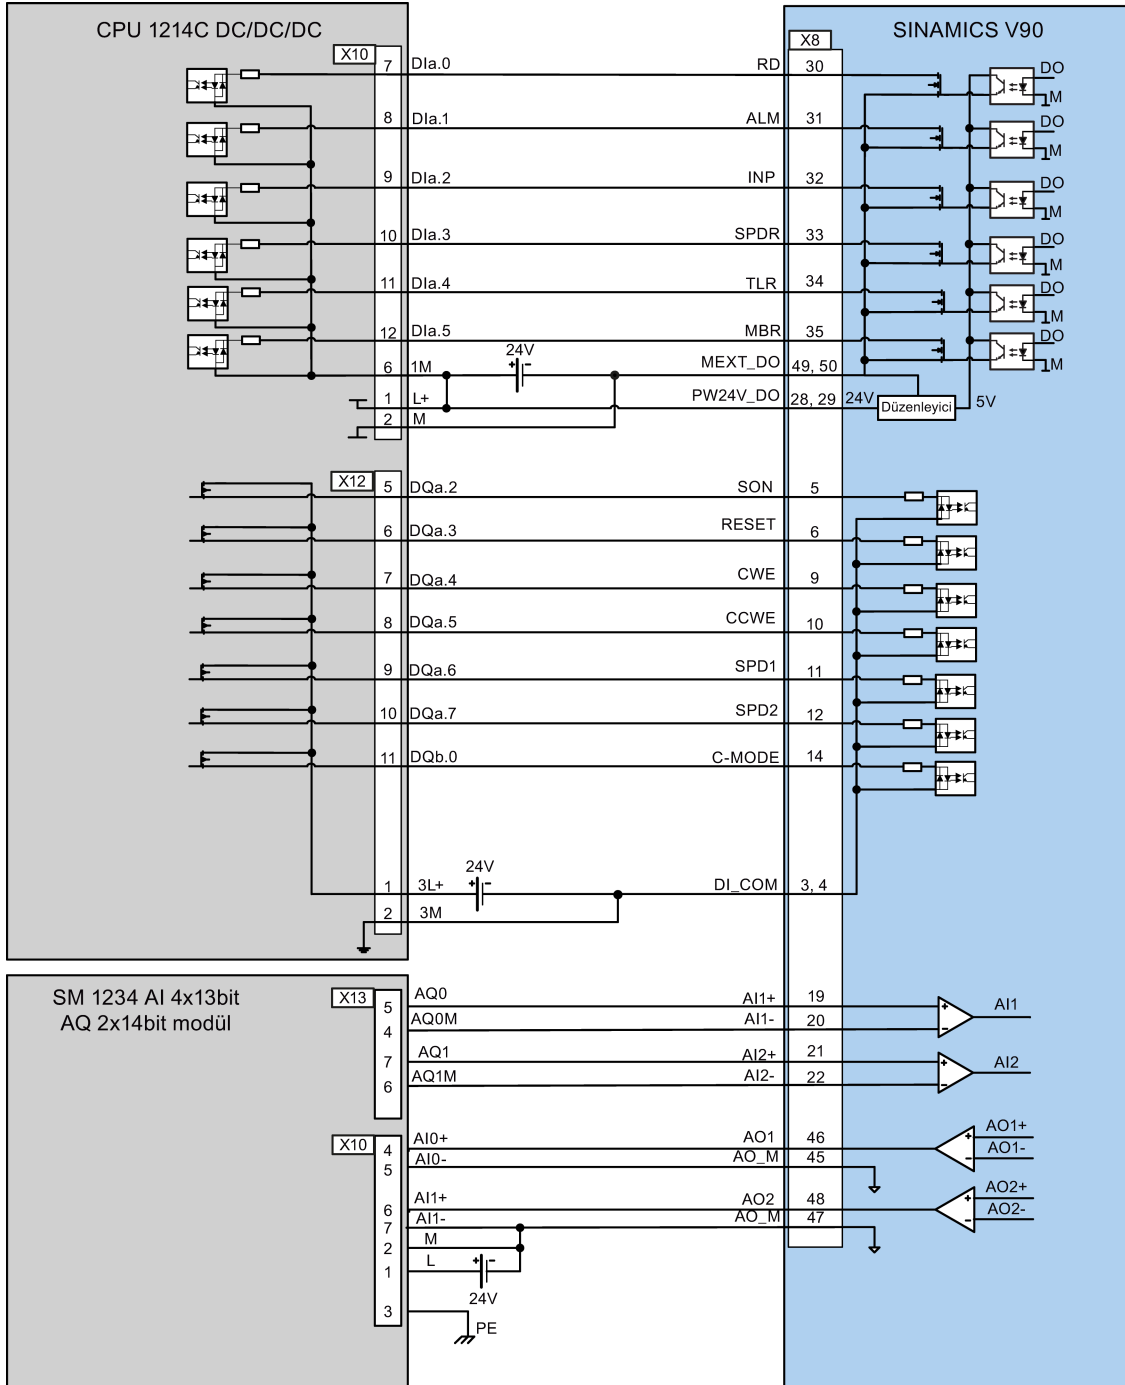 CPU 1214C DC/DC/DC
SINAMICS V90
X10
X8
7 DIa.0 RD 30 DO
M
8 DIa.1 ALM 31 DO
M
9 DIa.2 INP 32 DO
M
10 DIa.3 SPDR 33 DO
M
11 DIa.4 TLR 34 DO
M
12 DIa.5 MBR 35 DO
M
24V
+ -
6 1M MEXT_DO 49, 50
1 L+ PW24V_DO 28, 29 24V Düzenleyici 5V
2 M
X12
5 DQa.2 SON 5
6 DQa.3 RESET 6
7 DQa.4 CWE 9
8 DQa.5 CCWE 10
9 DQa.6 SPD1 11
10 DQa.7 SPD2 12
11 DQb.0 C-MODE 14
24V
+ -
1 3L+ DI_COM 3, 4
2 3M
SM 1234 AI 4x13bit
AQ 2x14bit modül
X13
5 AQ0 AI1+ 19 + AI1
4 AQ0M AI1- 20 -
7 AQ1 AI2+ 21 + AI2
6 AQ1M AI2- 22 -
X10
4 AI0+ AO1 46 + AO1+
5 AI0- AO_M 45 - AO1-
6 AI1+ AO2 48 + AO2+
7 AI1- AO_M 47 - AO2-
2 M
1 L + -
24V
3 PE